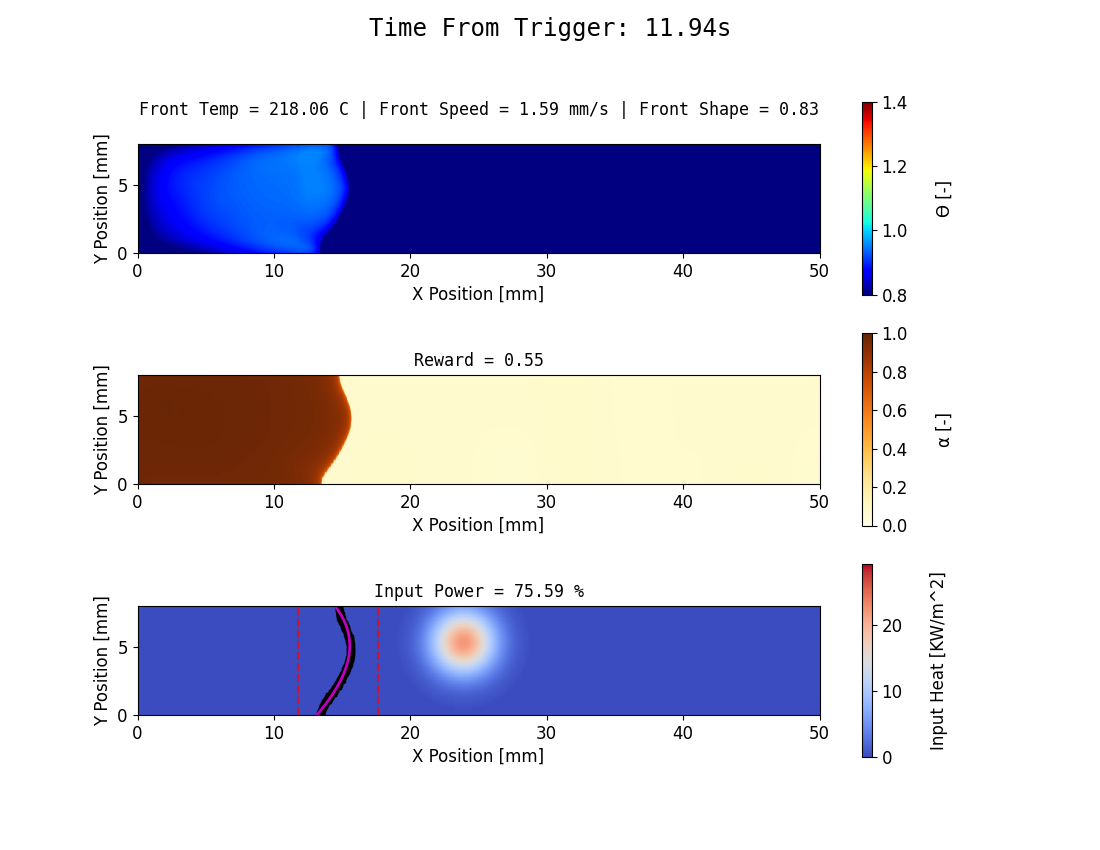 Time From Trigger: 11.94s
Front Temp = 218.06 C | Front Speed = 1.59 mm/s | Front Shape = 0.83
Y Position [mm]
5
0
0 10 20 30 40 50
X Position [mm]
1.4
1.2
1.0
0.8
Θ [-]
Reward = 0.55
Y Position [mm]
5
0
0 10 20 30 40 50
X Position [mm]
1.0
0.8
0.6
0.4
0.2
0.0
α [-]
Input Power = 75.59 %
Y Position [mm]
5
0
0 10 20 30 40 50
X Position [mm]
20
10
0
Input Heat [KW/m^2]